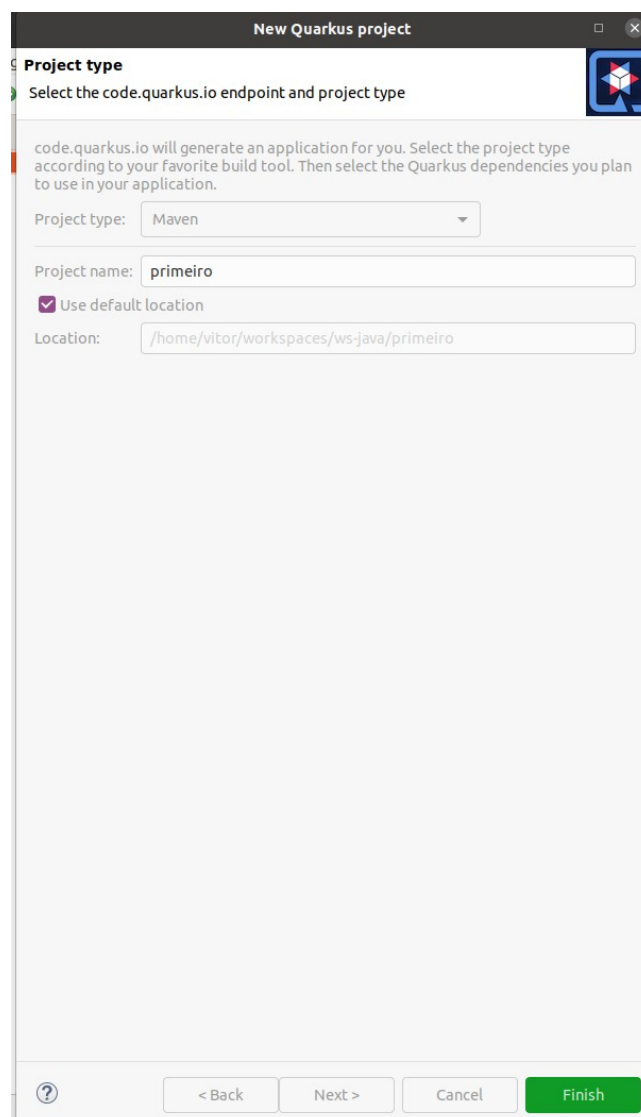 New Quarkus project
Project type
Select the code.quarkus.io endpoint and project type
code.quarkus.io will generate an application for you. Select the project type
according to your favorite build tool. Then select the Quarkus dependencies you plan
to use in your application.
Project type: Maven
Project name: primeiro
Use default location
Location: /home/vitor/workspaces/ws-java/primeiro
? < Back Next > Cancel Finish